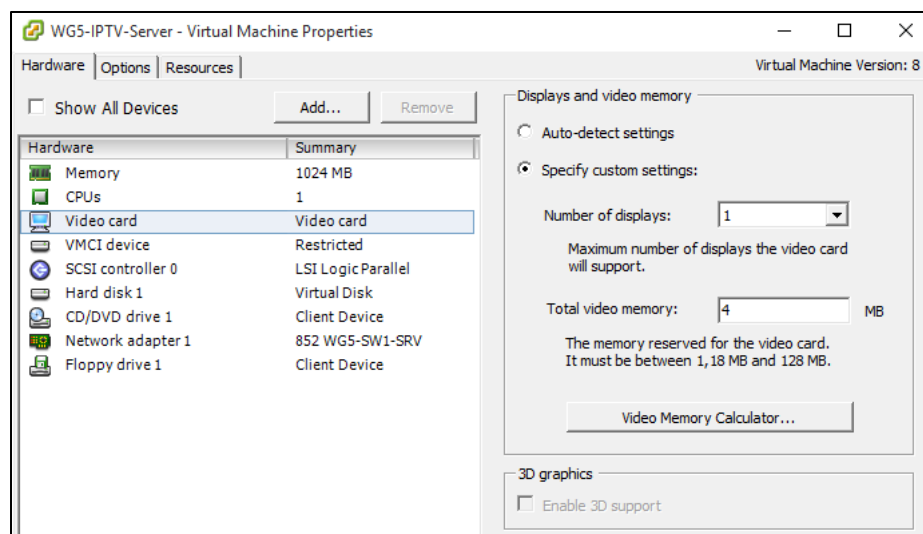 WG5-IPTV-Server - Virtual Machine Properties
Hardware Options Resources Virtual Machine Version: 8
Show All Devices Add... Remove
Hardware Summary
Memory 1024 MB
CPUs 1
Video card Video card
VMCI device Restricted
SCSI controller 0 LSI Logic Parallel
Hard disk 1 Virtual Disk
CD/DVD drive 1 Client Device
Network adapter 1 852 WG5-SW1-SRV
Floppy drive 1 Client Device
Displays and video memory
Auto-detect settings
Specify custom settings:
Number of displays: 1
Maximum number of displays the video card
will support.
Total video memory: 4 MB
The memory reserved for the video card.
It must be between 1,18 MB and 128 MB.
Video Memory Calculator...
3D graphics
Enable 3D support